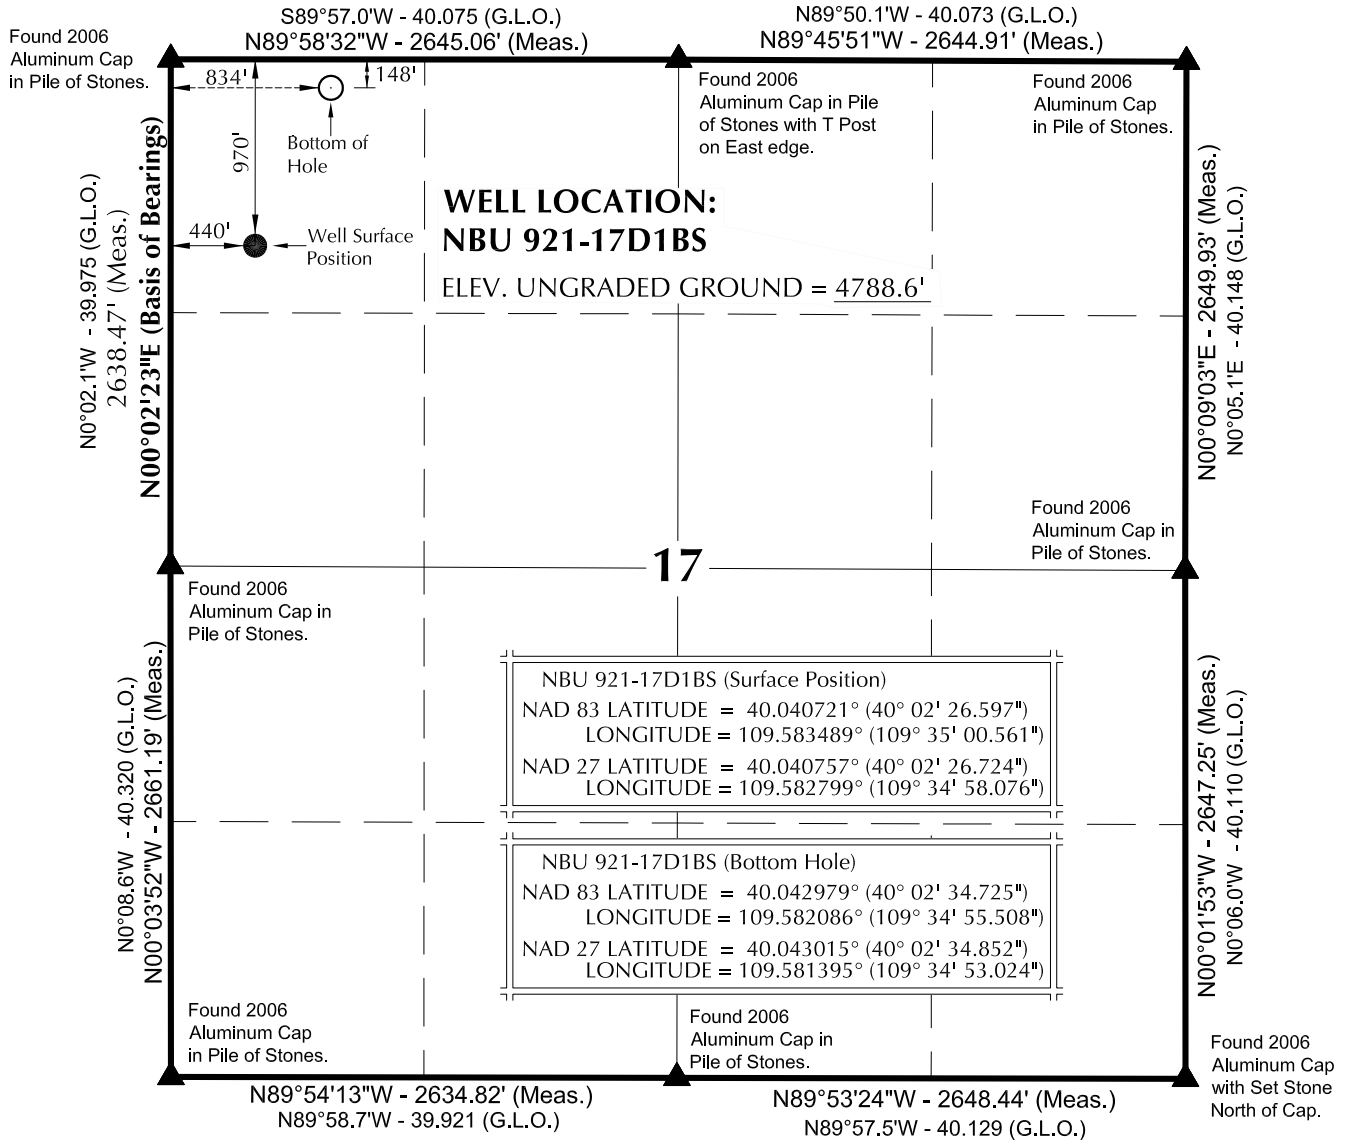 S89°57.0'W - 40.075 (G.L.O.)
N89°58'32"W - 2645.06' (Meas.)
N89°50.1'W - 40.073 (G.L.O.)
N89°45'51"W - 2644.91' (Meas.)
Found 2006
Aluminum Cap
in Pile of Stones.
834'
148'
Bottom of
Hole
970'
440'
Well Surface
Position
Found 2006
Aluminum Cap in Pile
of Stones with T Post
on East edge.
Found 2006
Aluminum Cap
in Pile of Stones.
WELL LOCATION:
NBU 921-17D1BS
ELEV. UNGRADED GROUND = 4788.6'
N0°02.1'W - 39.975 (G.L.O.)
2638.47' (Meas.)
N00°02'23"E (Basis of Bearings)
N00°09'03"E - 2649.93' (Meas.)
N0°05.1'E - 40.148 (G.L.O.)
Found 2006
Aluminum Cap in
Pile of Stones.
17
Found 2006
Aluminum Cap in
Pile of Stones.
N0°08.6'W - 40.320 (G.L.O.)
N00°03'52"W - 2661.19' (Meas.)
NBU 921-17D1BS (Surface Position)
NAD 83 LATITUDE = 40.040721° (40° 02' 26.597")
LONGITUDE = 109.583489° (109° 35' 00.561")
NAD 27 LATITUDE = 40.040757° (40° 02' 26.724")
LONGITUDE = 109.582799° (109° 34' 58.076")
NBU 921-17D1BS (Bottom Hole)
NAD 83 LATITUDE = 40.042979° (40° 02' 34.725")
LONGITUDE = 109.582086° (109° 34' 55.508")
NAD 27 LATITUDE = 40.043015° (40° 02' 34.852")
LONGITUDE = 109.581395° (109° 34' 53.024")
N00°01'53"W - 2647.25' (Meas.)
N0°06.0'W - 40.110 (G.L.O.)
Found 2006
Aluminum Cap
in Pile of Stones.
Found 2006
Aluminum Cap in
Pile of Stones.
Found 2006
Aluminum Cap
with Set Stone
North of Cap.
N89°54'13"W - 2634.82' (Meas.)
N89°58.7'W - 39.921 (G.L.O.)
N89°53'24"W - 2648.44' (Meas.)
N89°57.5'W - 40.129 (G.L.O.)